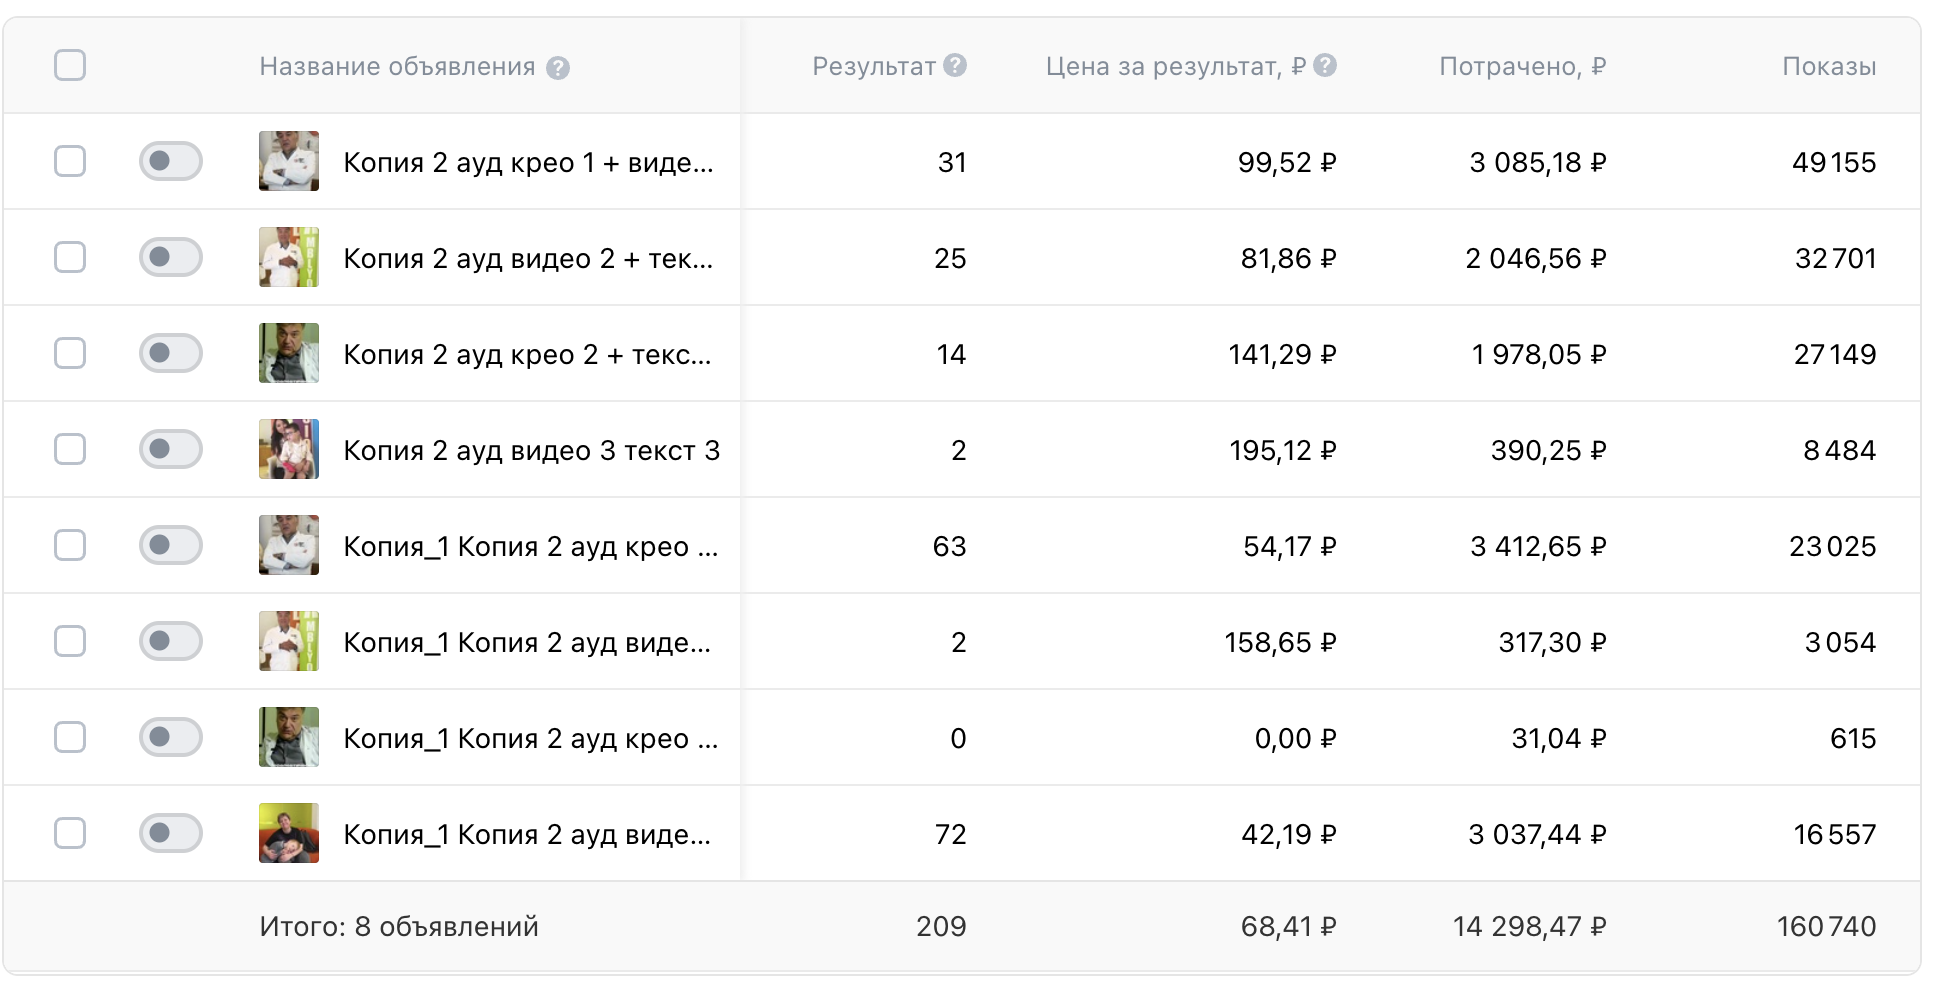 Название объявления ? Результат ? Цена за результат, ₽ ? Потрачено, ₽ Показы
Копия 2 ауд крео 1 + виде... 31 99,52 ₽ 3 085,18 ₽ 49 155
Копия 2 ауд видео 2 + тек... 25 81,86 ₽ 2 046,56 ₽ 32 701
Копия 2 ауд крео 2 + текс... 14 141,29 ₽ 1 978,05 ₽ 27 149
Копия 2 ауд видео 3 текст 3 2 195,12 ₽ 390,25 ₽ 8 484
Копия_1 Копия 2 ауд крео ... 63 54,17 ₽ 3 412,65 ₽ 23 025
Копия_1 Копия 2 ауд виде... 2 158,65 ₽ 317,30 ₽ 3 054
Копия_1 Копия 2 ауд крео ... 0 0,00 ₽ 31,04 ₽ 615
Копия_1 Копия 2 ауд виде... 72 42,19 ₽ 3 037,44 ₽ 16 557
Итого: 8 объявлений 209 68,41 ₽ 14 298,47 ₽ 160 740